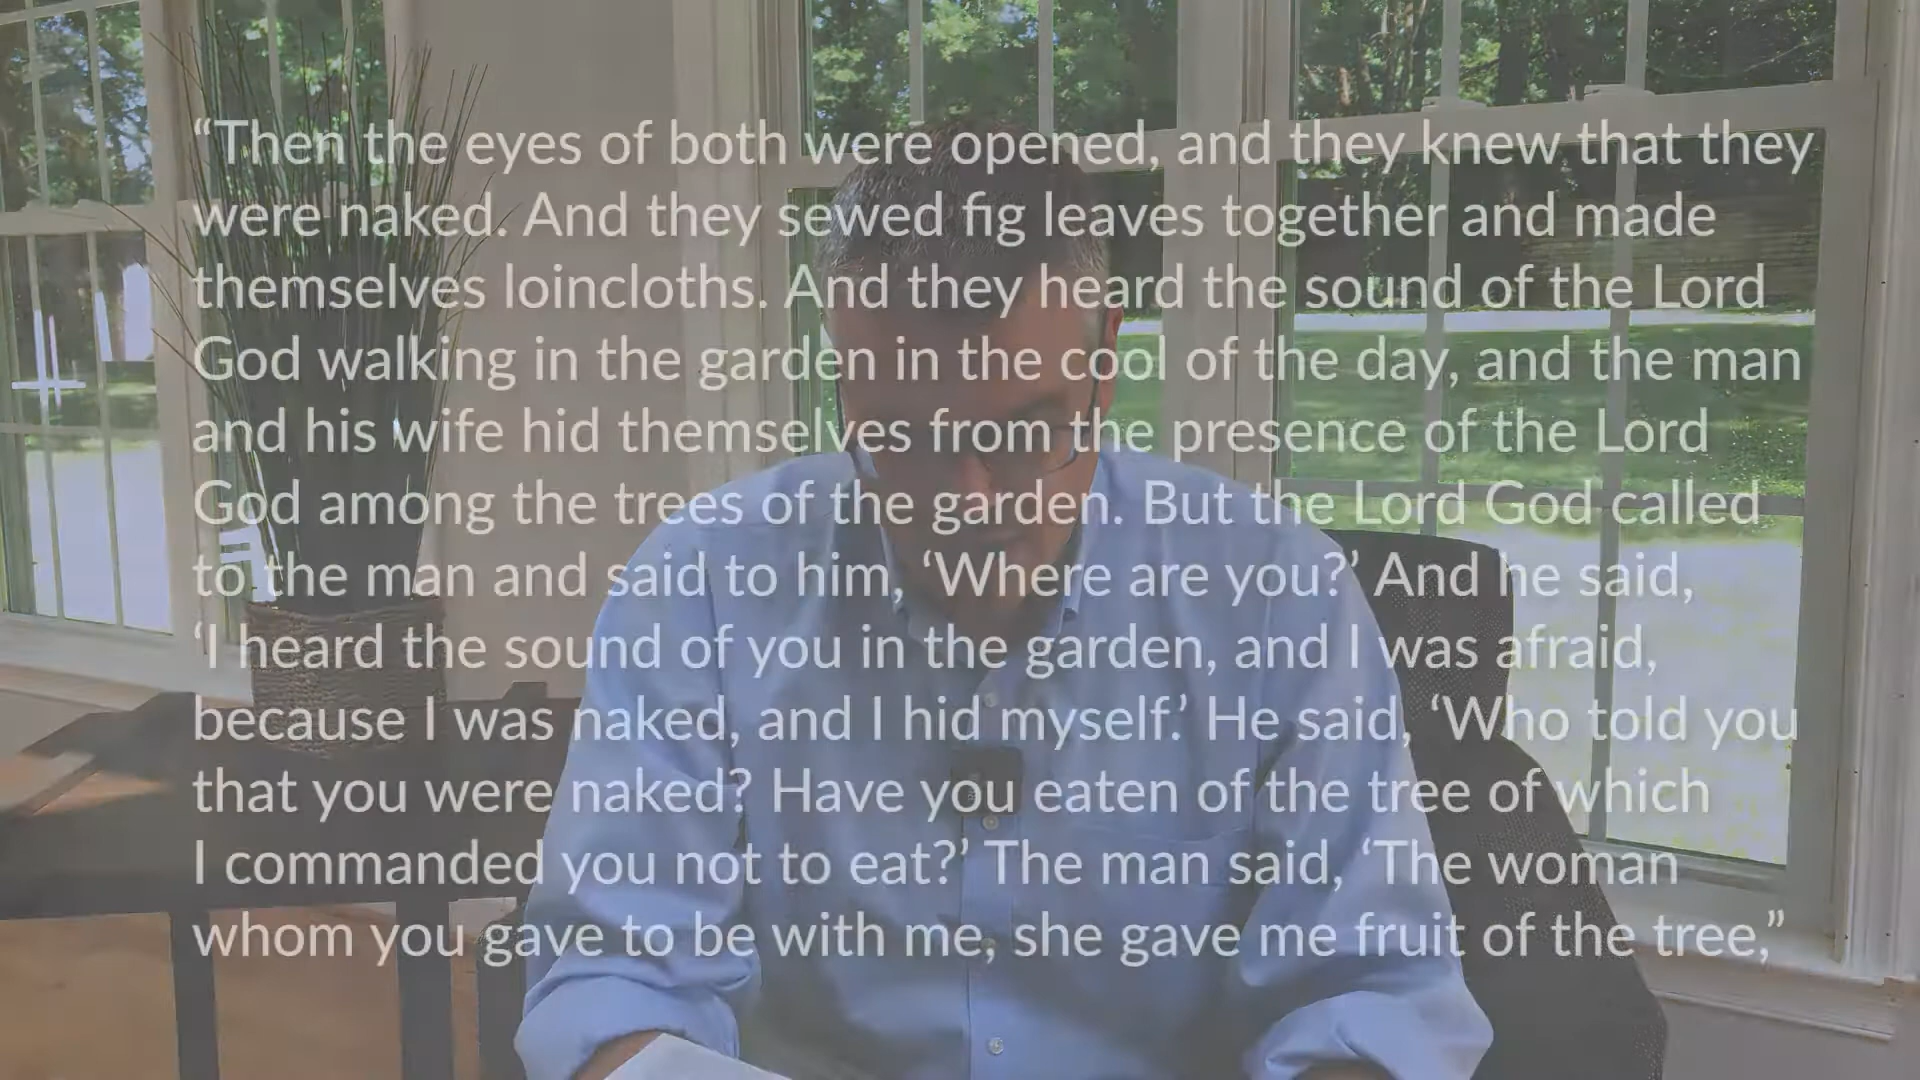 “Then the eyes of both were opened, and they knew that they
were naked. And they sewed fig leaves together and made
themselves loincloths. And they heard the sound of the Lord
God walking in the garden in the cool of the day, and the man
and his wife hid themselves from the presence of the Lord
God among the trees of the garden. But the Lord God called
to the man and said to him, ‘Where are you?’ And he said,
‘I heard the sound of you in the garden, and I was afraid,
because I was naked, and I hid myself.’ He said, ‘Who told you
that you were naked? Have you eaten of the tree of which
I commanded you not to eat?’ The man said, ‘The woman
whom you gave to be with me, she gave me fruit of the tree,”